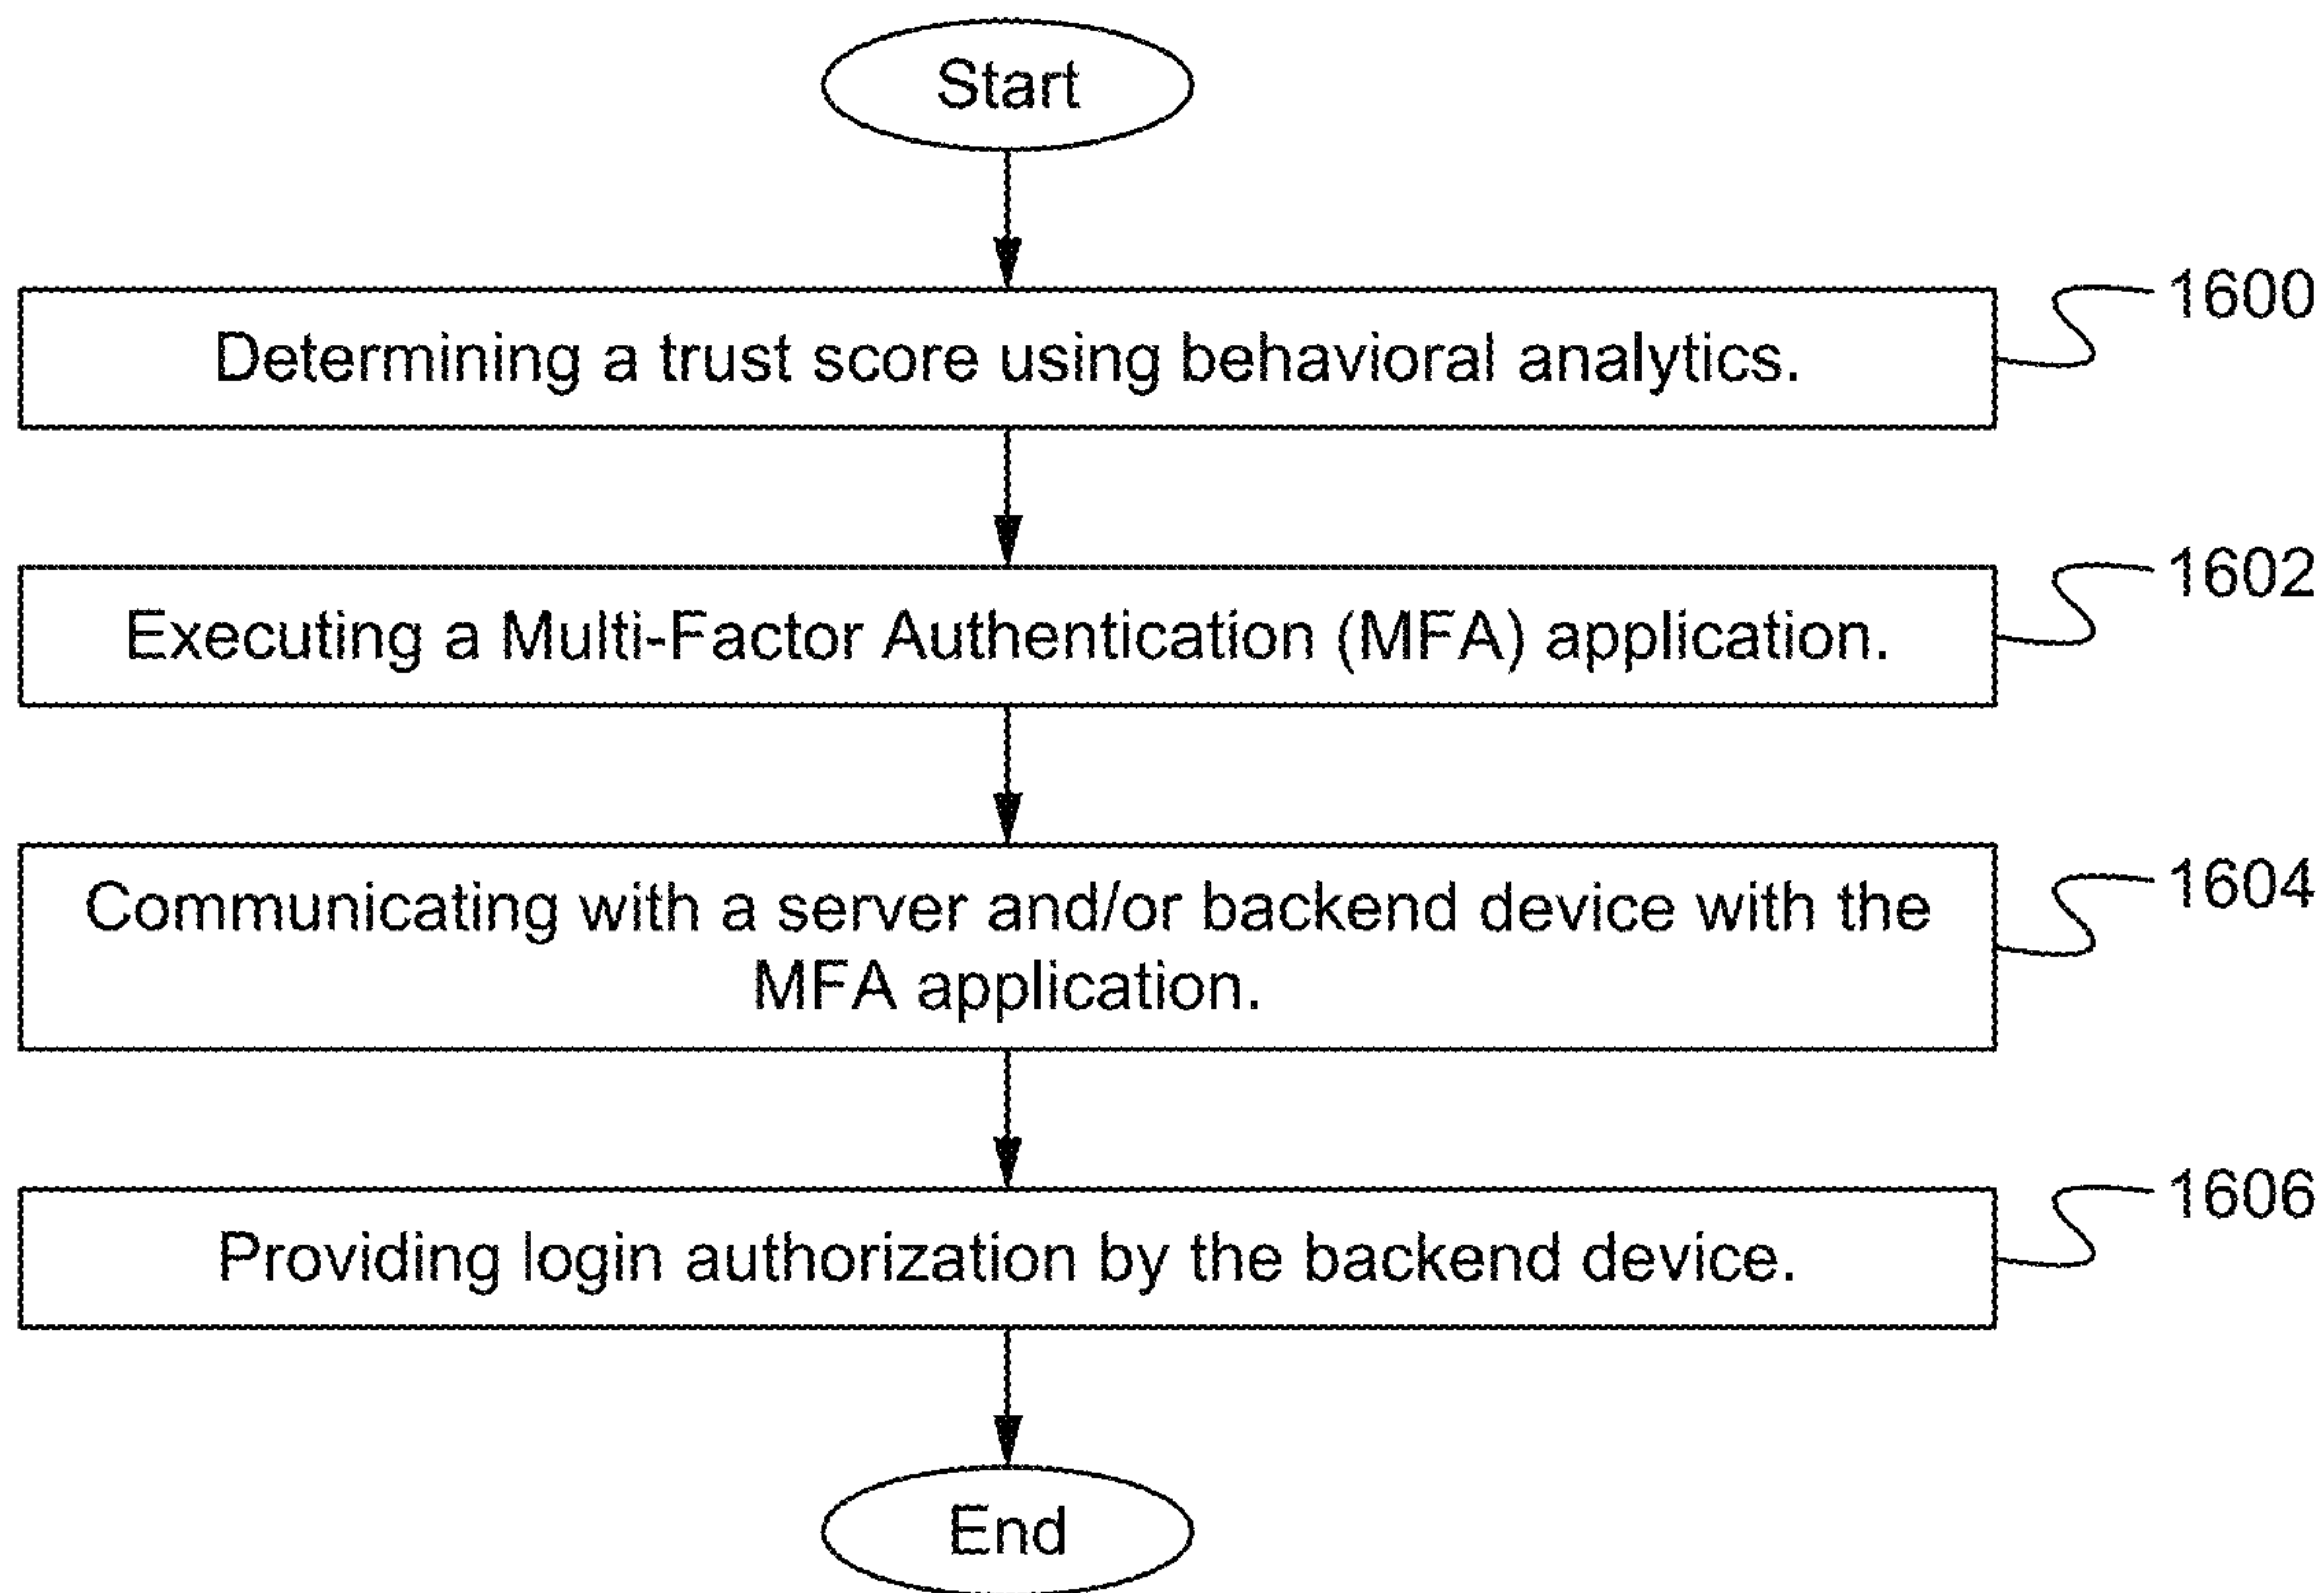 Start
Determining a trust score using behavioral analytics.
1600
Executing a Multi-Factor Authentication (MFA) application.
1602
Communicating with a server and/or backend device with the
MFA application.
1604
Providing login authorization by the backend device.
1606
End